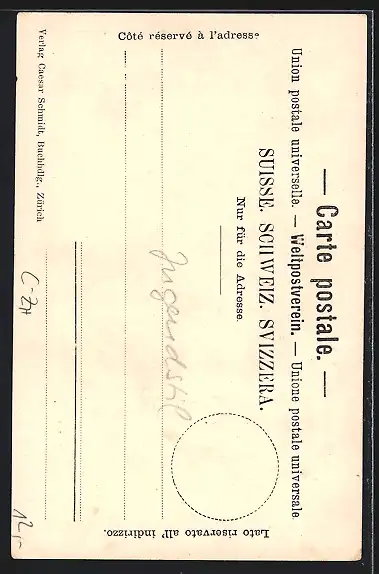 — Carte postale. —
Union postale universelle. — Weltpostverein. — Unione postale universale
SUISSE. SCHWEIZ. SVIZZERA.
Nur für die Adresse
Côté réservé à l'adresse
Lato riservato all' indirizzo.
Jugendstil
Verlag Caesar Schmidt, Buchhdlg., Zürich
C-ZH
12,-